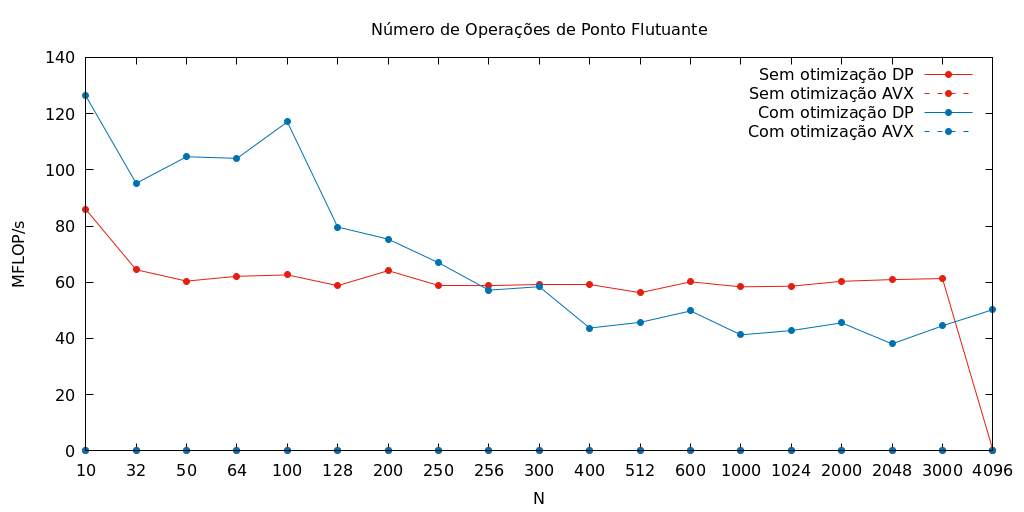 Número de Operações de Ponto Flutuante
140
120
100
80
60
40
20
0
MFLOP/s
Sem otimização DP
Sem otimização AVX
Com otimização DP
Com otimização AVX
10 32 50 64 100 128 200 250 256 300 400 512 600 1000 1024 2000 2048 3000 4096
N